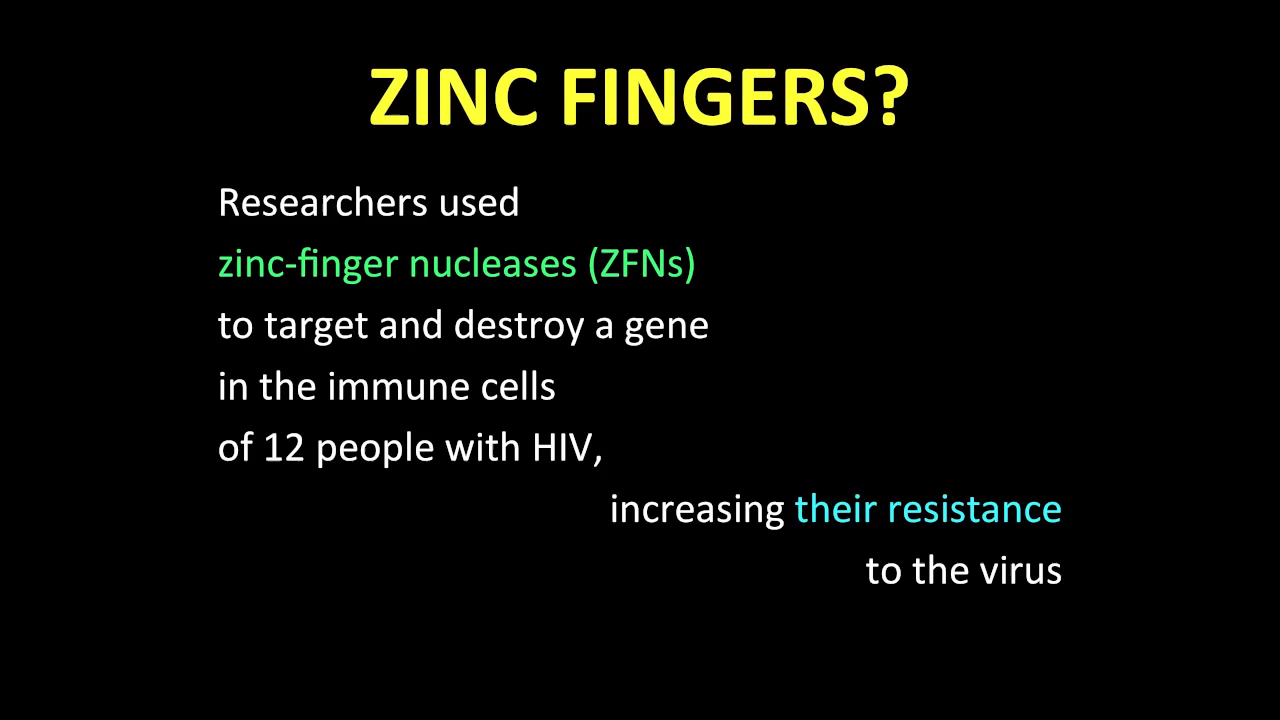 ZINC FINGERS?
Researchers used
zinc-finger nucleases (ZFNs)
to target and destroy a gene
in the immune cells
of 12 people with HIV,
increasing their resistance
to the virus